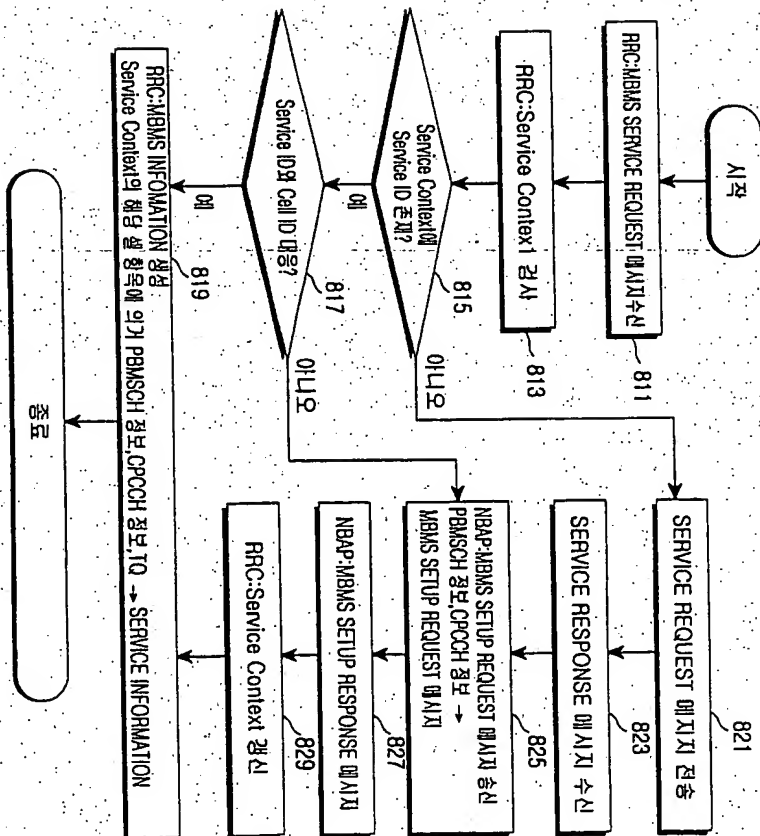 시작
RRC:MBMS SERVICE REQUEST 메시지수신
811
RRC:Service Context 검사
813
Service Context에
Service ID 존재?
815
예
아니오
Service ID와 Cell ID 대응?
817
예
아니오
RRC:MBMS INFOMATION 생성
819
Service Context의 해당 셀 항목에 의거 PBMSCH 정보,CPCCH 정보,TQ → SERVICE INFORMATION
종료
SERVICE REQUEST 메지지 전송
821
SERVICE RESPONSE 메시지 수신
823
NBAP:MBMS SETUP REQUEST 메시지 송신
PBMSCH 정보,CPCCH 정보 →
MBMS SETUP REQUEST 메시지
825
NBAP:MBMS SETUP RESPONSE 메시지
827
RRC:Service Context 갱신
829